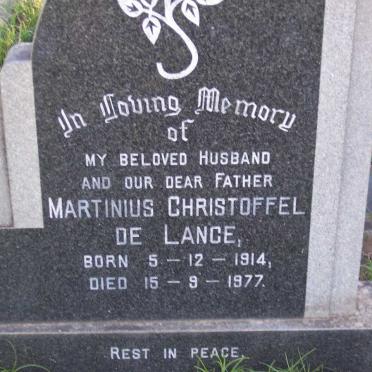 In Loving Memory
of
MY BELOVED HUSBAND
AND OUR DEAR FATHER
MARTINIUS CHRISTOFFEL
DE LANGE,
BORN 5 - 12 - 1914,
DIED 15 - 9 - 1977.
REST IN PEACE